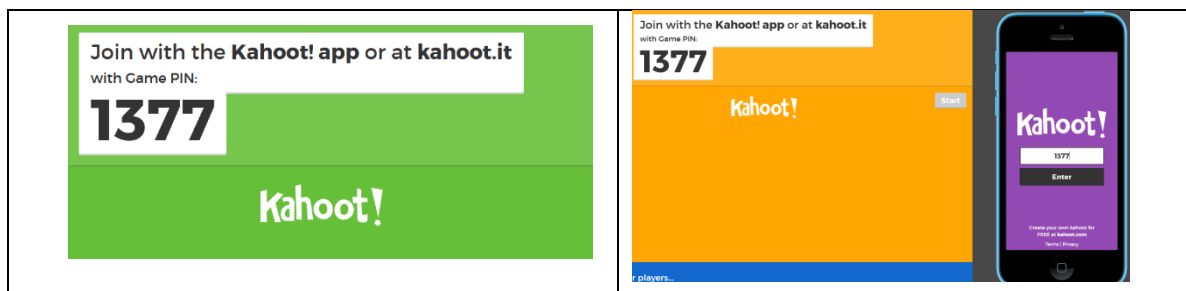 Join with the Kahoot! app or at kahoot.it
with Game PIN:
1377
Kahoot!
Join with the Kahoot! app or at kahoot.it
with Game PIN:
1377
Kahoot!
Start
r players...
Kahoot!
1377
Enter
Create your own kahoot for
FREE at kahoot.com
Terms | Privacy